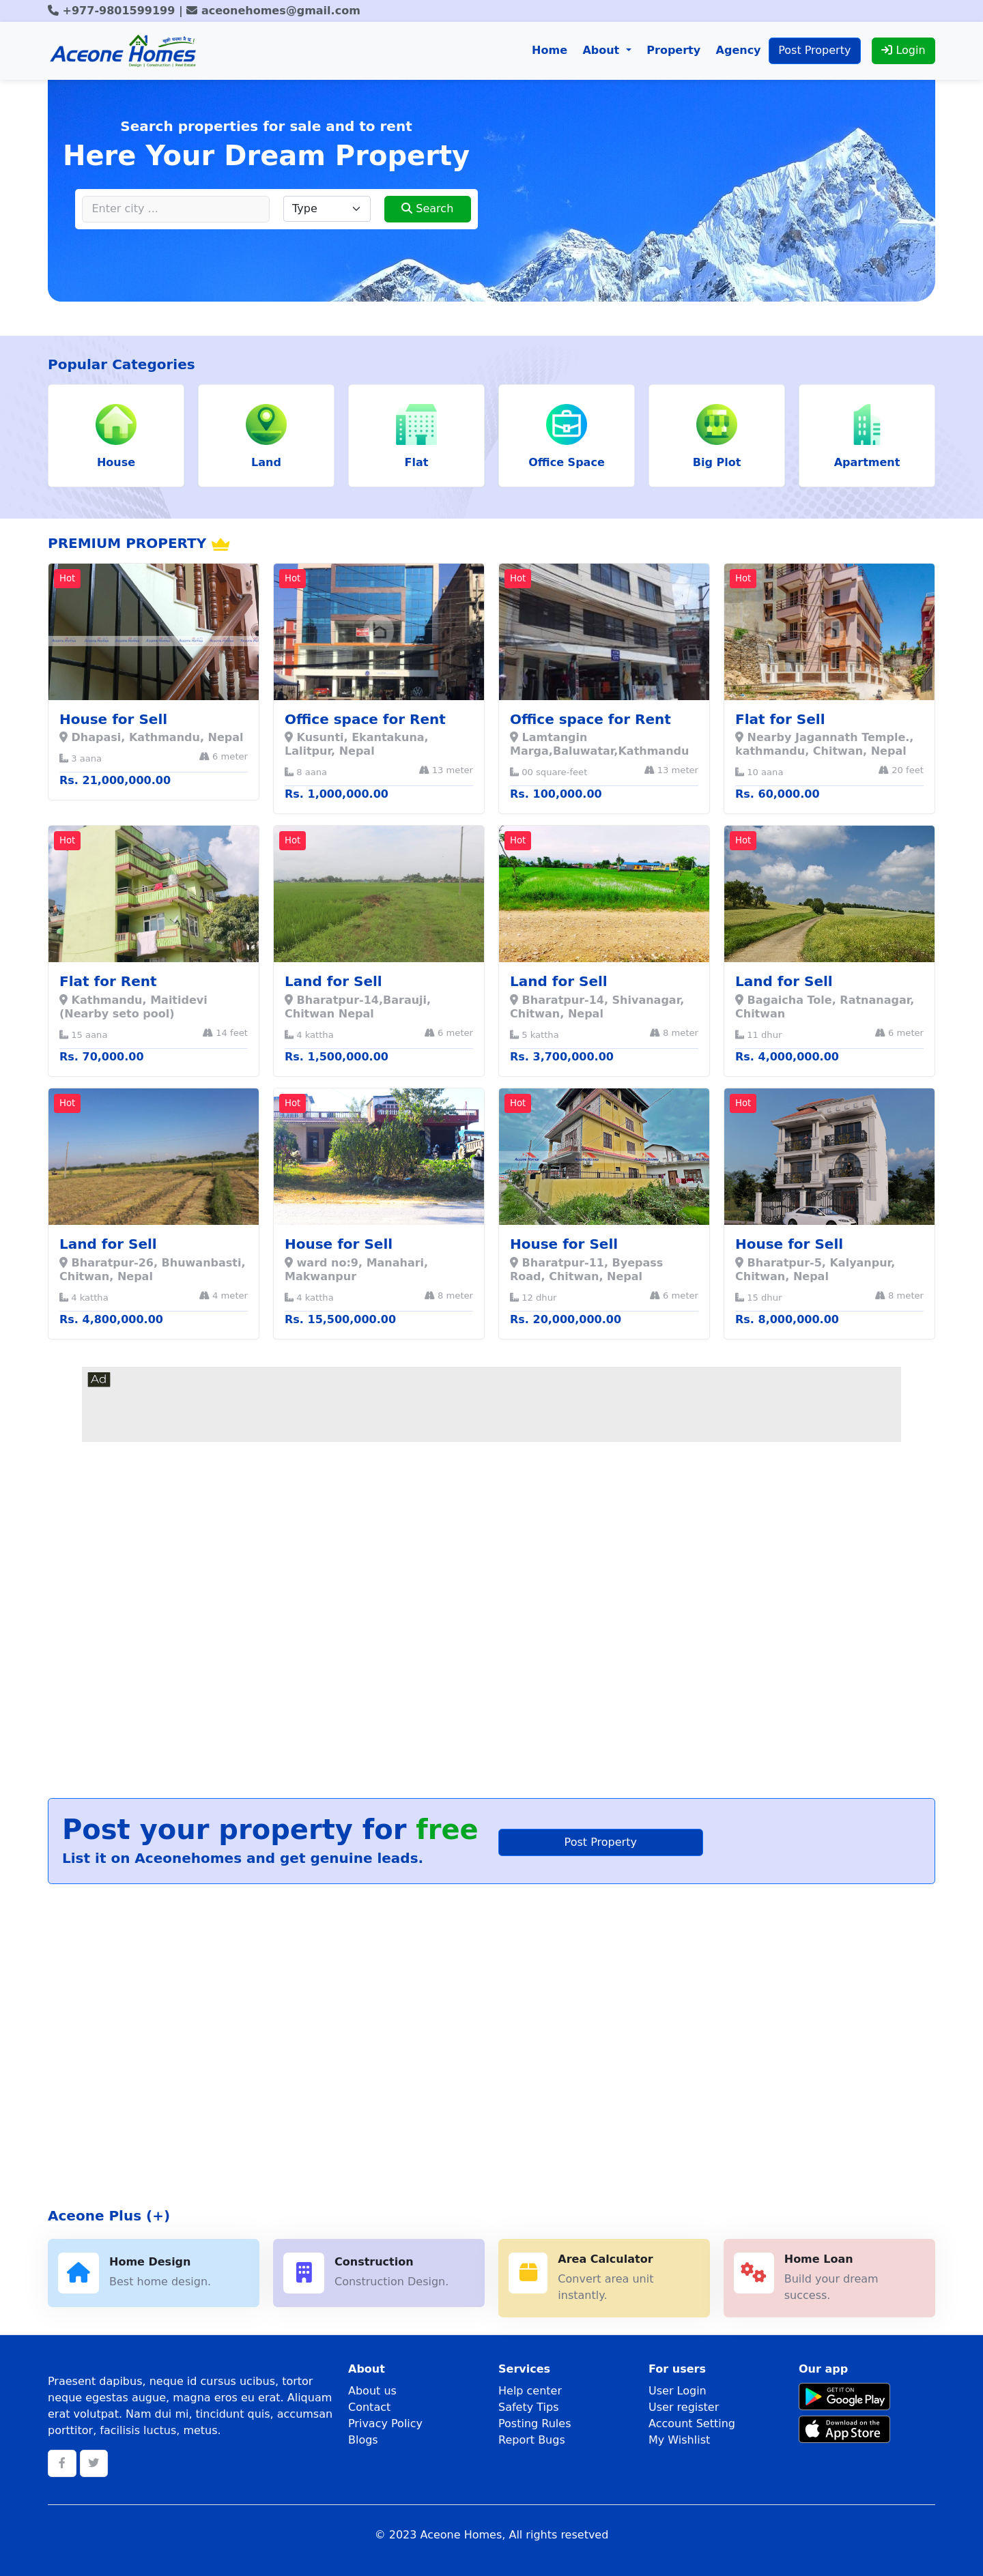 +977-9801599199 | aceonehomes@gmail.com
Aceone Homes
Design | Construction | Real Estate
Home About Property Agency Post Property Login
Search properties for sale and to rent
Here Your Dream Property
Enter city ... Type Search
Popular Categories
House Land Flat Office Space Big Plot Apartment
PREMIUM PROPERTY
Hot
House for Sell
Dhapasi, Kathmandu, Nepal
3 aana 6 meter
Rs. 21,000,000.00
Hot
Office space for Rent
Kusunti, Ekantakuna,
Lalitpur, Nepal
8 aana 13 meter
Rs. 1,000,000.00
Hot
Office space for Rent
Lamtangin
Marga,Baluwatar,Kathmandu
00 square-feet 13 meter
Rs. 100,000.00
Hot
Flat for Sell
Nearby Jagannath Temple.,
kathmandu, Chitwan, Nepal
10 aana 20 feet
Rs. 60,000.00
Hot
Flat for Rent
Kathmandu, Maitidevi
(Nearby seto pool)
15 aana 14 feet
Rs. 70,000.00
Hot
Land for Sell
Bharatpur-14,Barauji,
Chitwan Nepal
4 kattha 6 meter
Rs. 1,500,000.00
Hot
Land for Sell
Bharatpur-14, Shivanagar,
Chitwan, Nepal
5 kattha 8 meter
Rs. 3,700,000.00
Hot
Land for Sell
Bagaicha Tole, Ratnanagar,
Chitwan
11 dhur 6 meter
Rs. 4,000,000.00
Hot
Land for Sell
Bharatpur-26, Bhuwanbasti,
Chitwan, Nepal
4 kattha 4 meter
Rs. 4,800,000.00
Hot
House for Sell
ward no:9, Manahari,
Makwanpur
4 kattha 8 meter
Rs. 15,500,000.00
Hot
House for Sell
Bharatpur-11, Byepass
Road, Chitwan, Nepal
12 dhur 6 meter
Rs. 20,000,000.00
Hot
House for Sell
Bharatpur-5, Kalyanpur,
Chitwan, Nepal
15 dhur 8 meter
Rs. 8,000,000.00
Ad
Post your property for free
List it on Aceonehomes and get genuine leads.
Post Property
Aceone Plus (+)
Home Design
Best home design.
Construction
Construction Design.
Area Calculator
Convert area unit
instantly.
Home Loan
Build your dream
success.
Praesent dapibus, neque id cursus ucibus, tortor
neque egestas augue, magna eros eu erat. Aliquam
erat volutpat. Nam dui mi, tincidunt quis, accumsan
porttitor, facilisis luctus, metus.
About
About us
Contact
Privacy Policy
Blogs
Services
Help center
Safety Tips
Posting Rules
Report Bugs
For users
User Login
User register
Account Setting
My Wishlist
Our app
GET IT ON
Google Play
Download on the
App Store
© 2023 Aceone Homes, All rights resetved